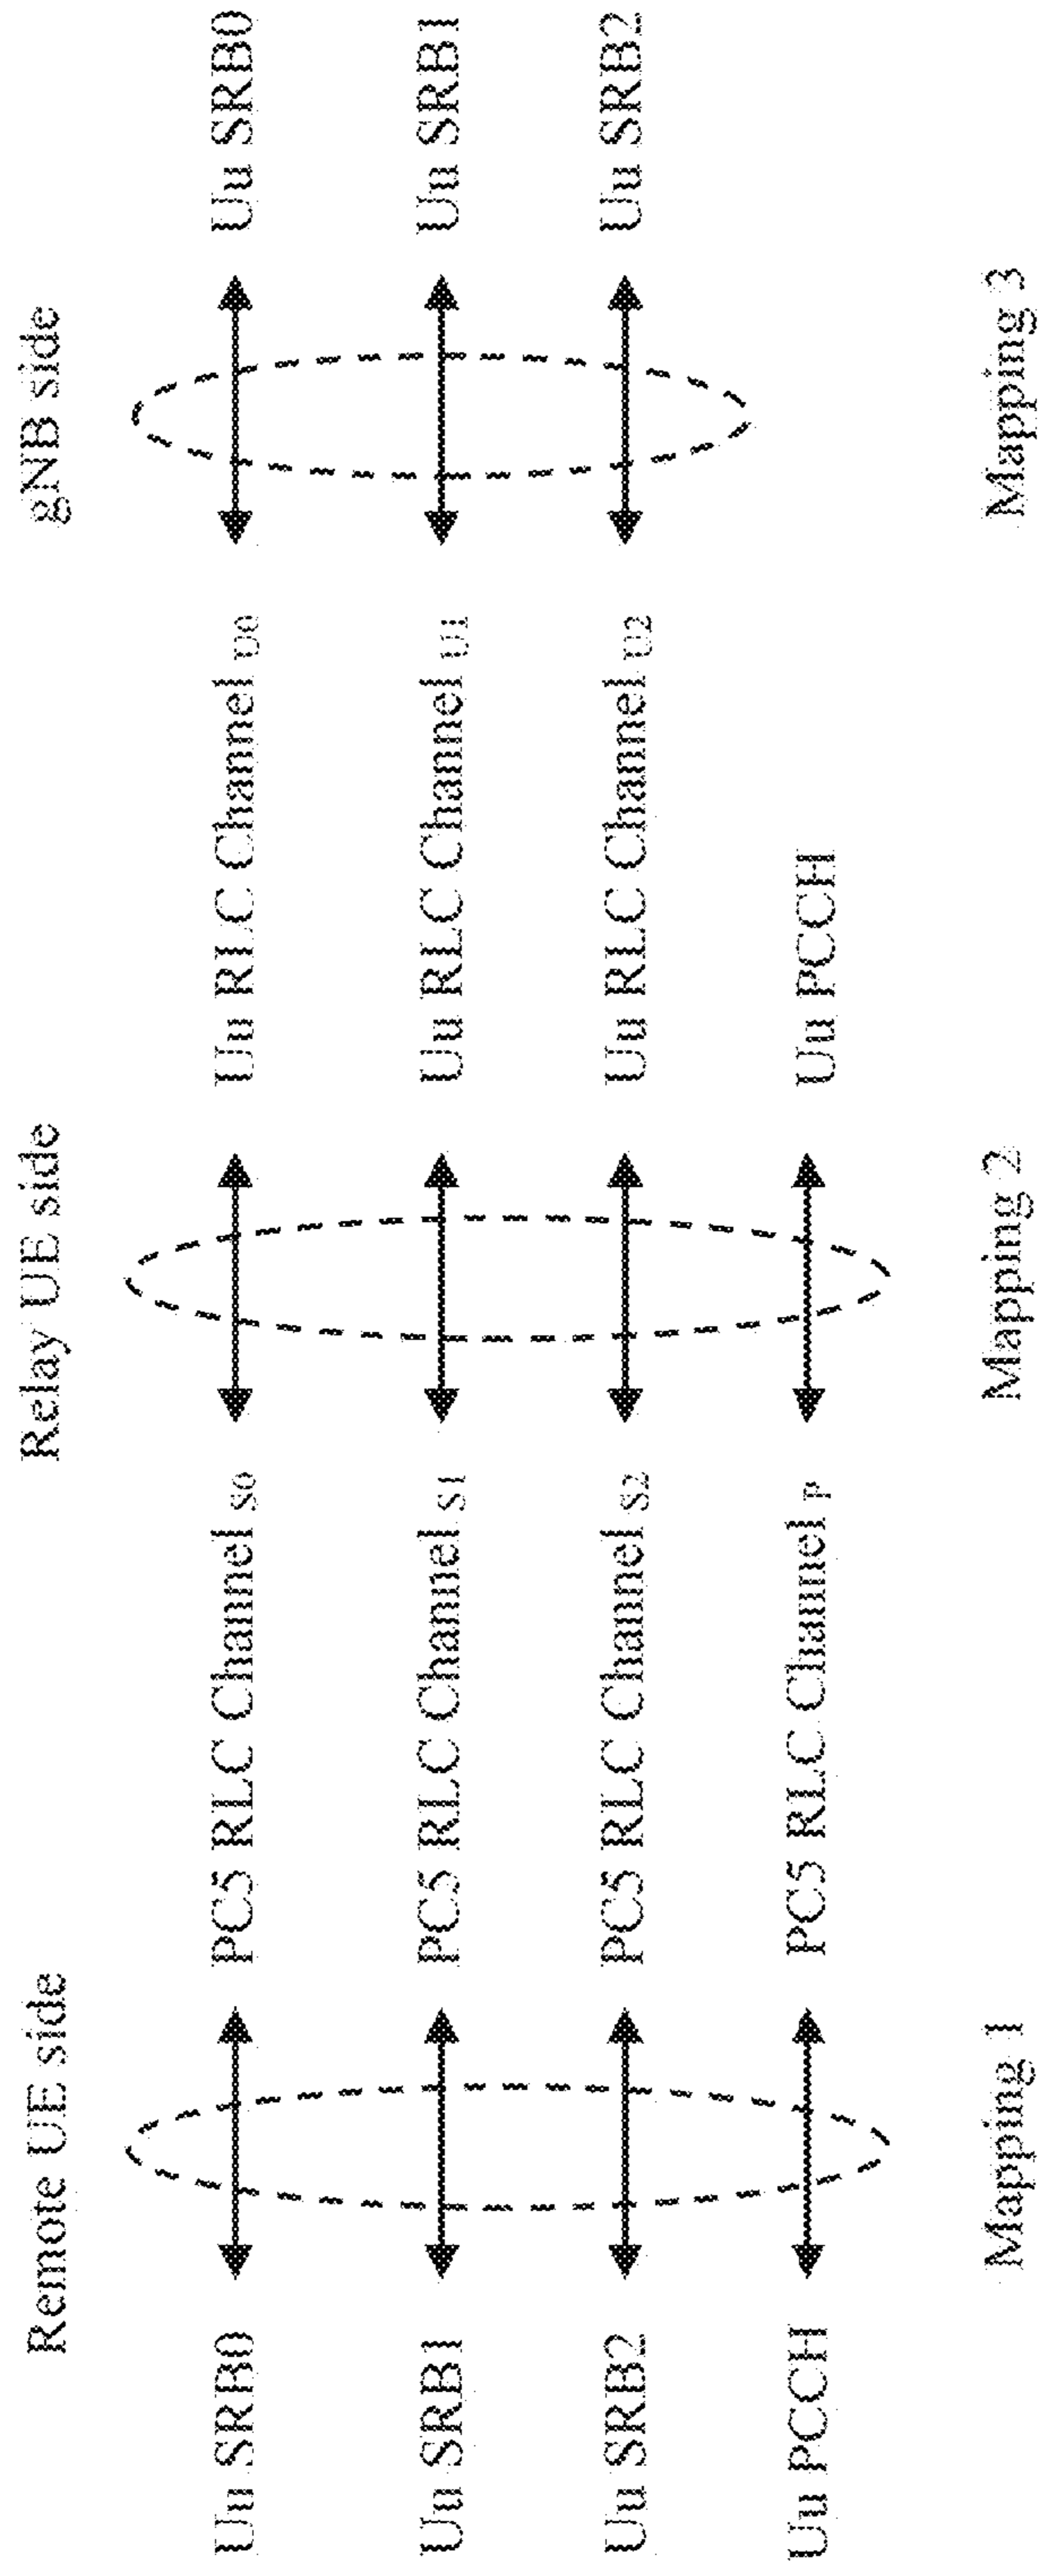 Remote UE side
Relay UE side
gNB side
Uu SRB0
PC5 RLC Channel S0
Uu RLC Channel U0
Uu SRB0
Uu SRB1
PC5 RLC Channel S1
Uu RLC Channel U1
Uu SRB1
Uu SRB2
PC5 RLC Channel S2
Uu RLC Channel U2
Uu SRB2
Uu PCCH
PC5 RLC Channel P
Uu PCCH
Mapping 1
Mapping 2
Mapping 3